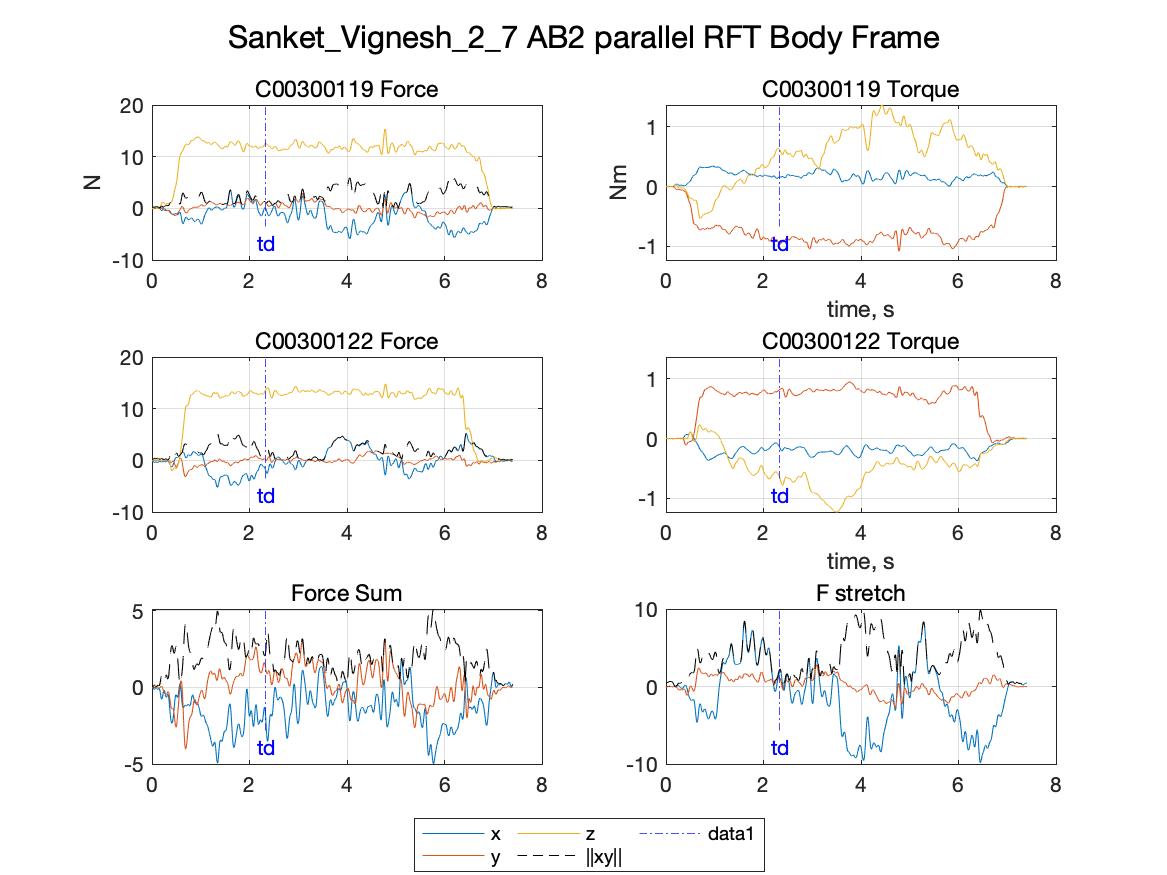 Sanket_Vignesh_2_7 AB2 parallel RFT Body Frame
C00300119 Force
20
10
0
-10
N
td
0 2 4 6 8
C00300119 Torque
1
0
-1
Nm
td
0 2 4 6 8
time, s
C00300122 Force
20
10
0
-10
td
0 2 4 6 8
C00300122 Torque
1
0
-1
td
0 2 4 6 8
time, s
Force Sum
5
0
-5
td
0 2 4 6 8
F stretch
10
0
-10
td
0 2 4 6 8
x z data1
y ||xy||